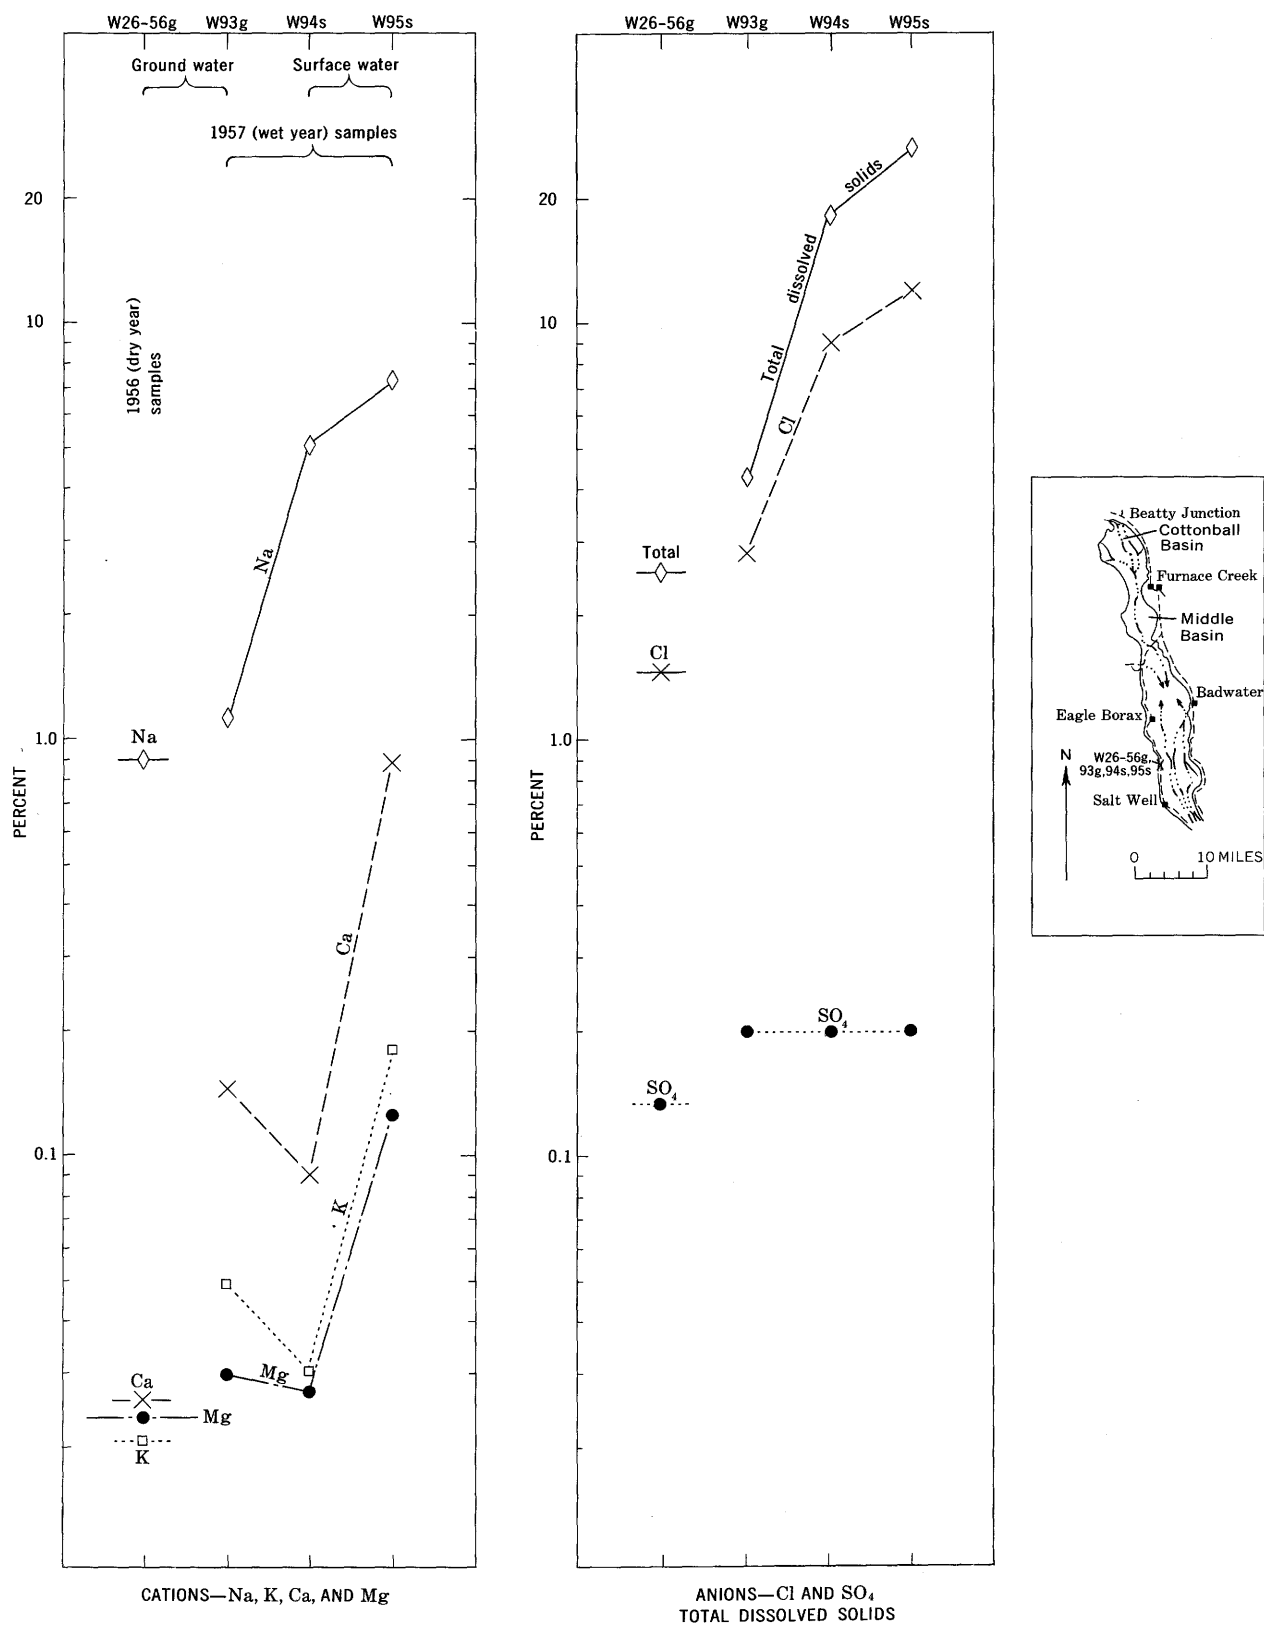 W26-56g W93g W94s W95s
Ground water
Surface water
1957 (wet year) samples
1956 (dry year)
samples
20
10
1.0
0.1
PERCENT
Na
Na
Ca
K
Mg
Ca
Mg
K
CATIONS—Na, K, Ca, AND Mg
W26-56g W93g W94s W95s
20
10
1.0
0.1
PERCENT
Total dissolved solids
Cl
Total
Cl
SO₄
SO₄
ANIONS—Cl AND SO₄
TOTAL DISSOLVED SOLIDS
Beatty Junction
Cottonball
Basin
Furnace Creek
Middle
Basin
Badwater
Eagle Borax
N
W26-56g,
93g,94s,95s
Salt Well
0 10 MILES